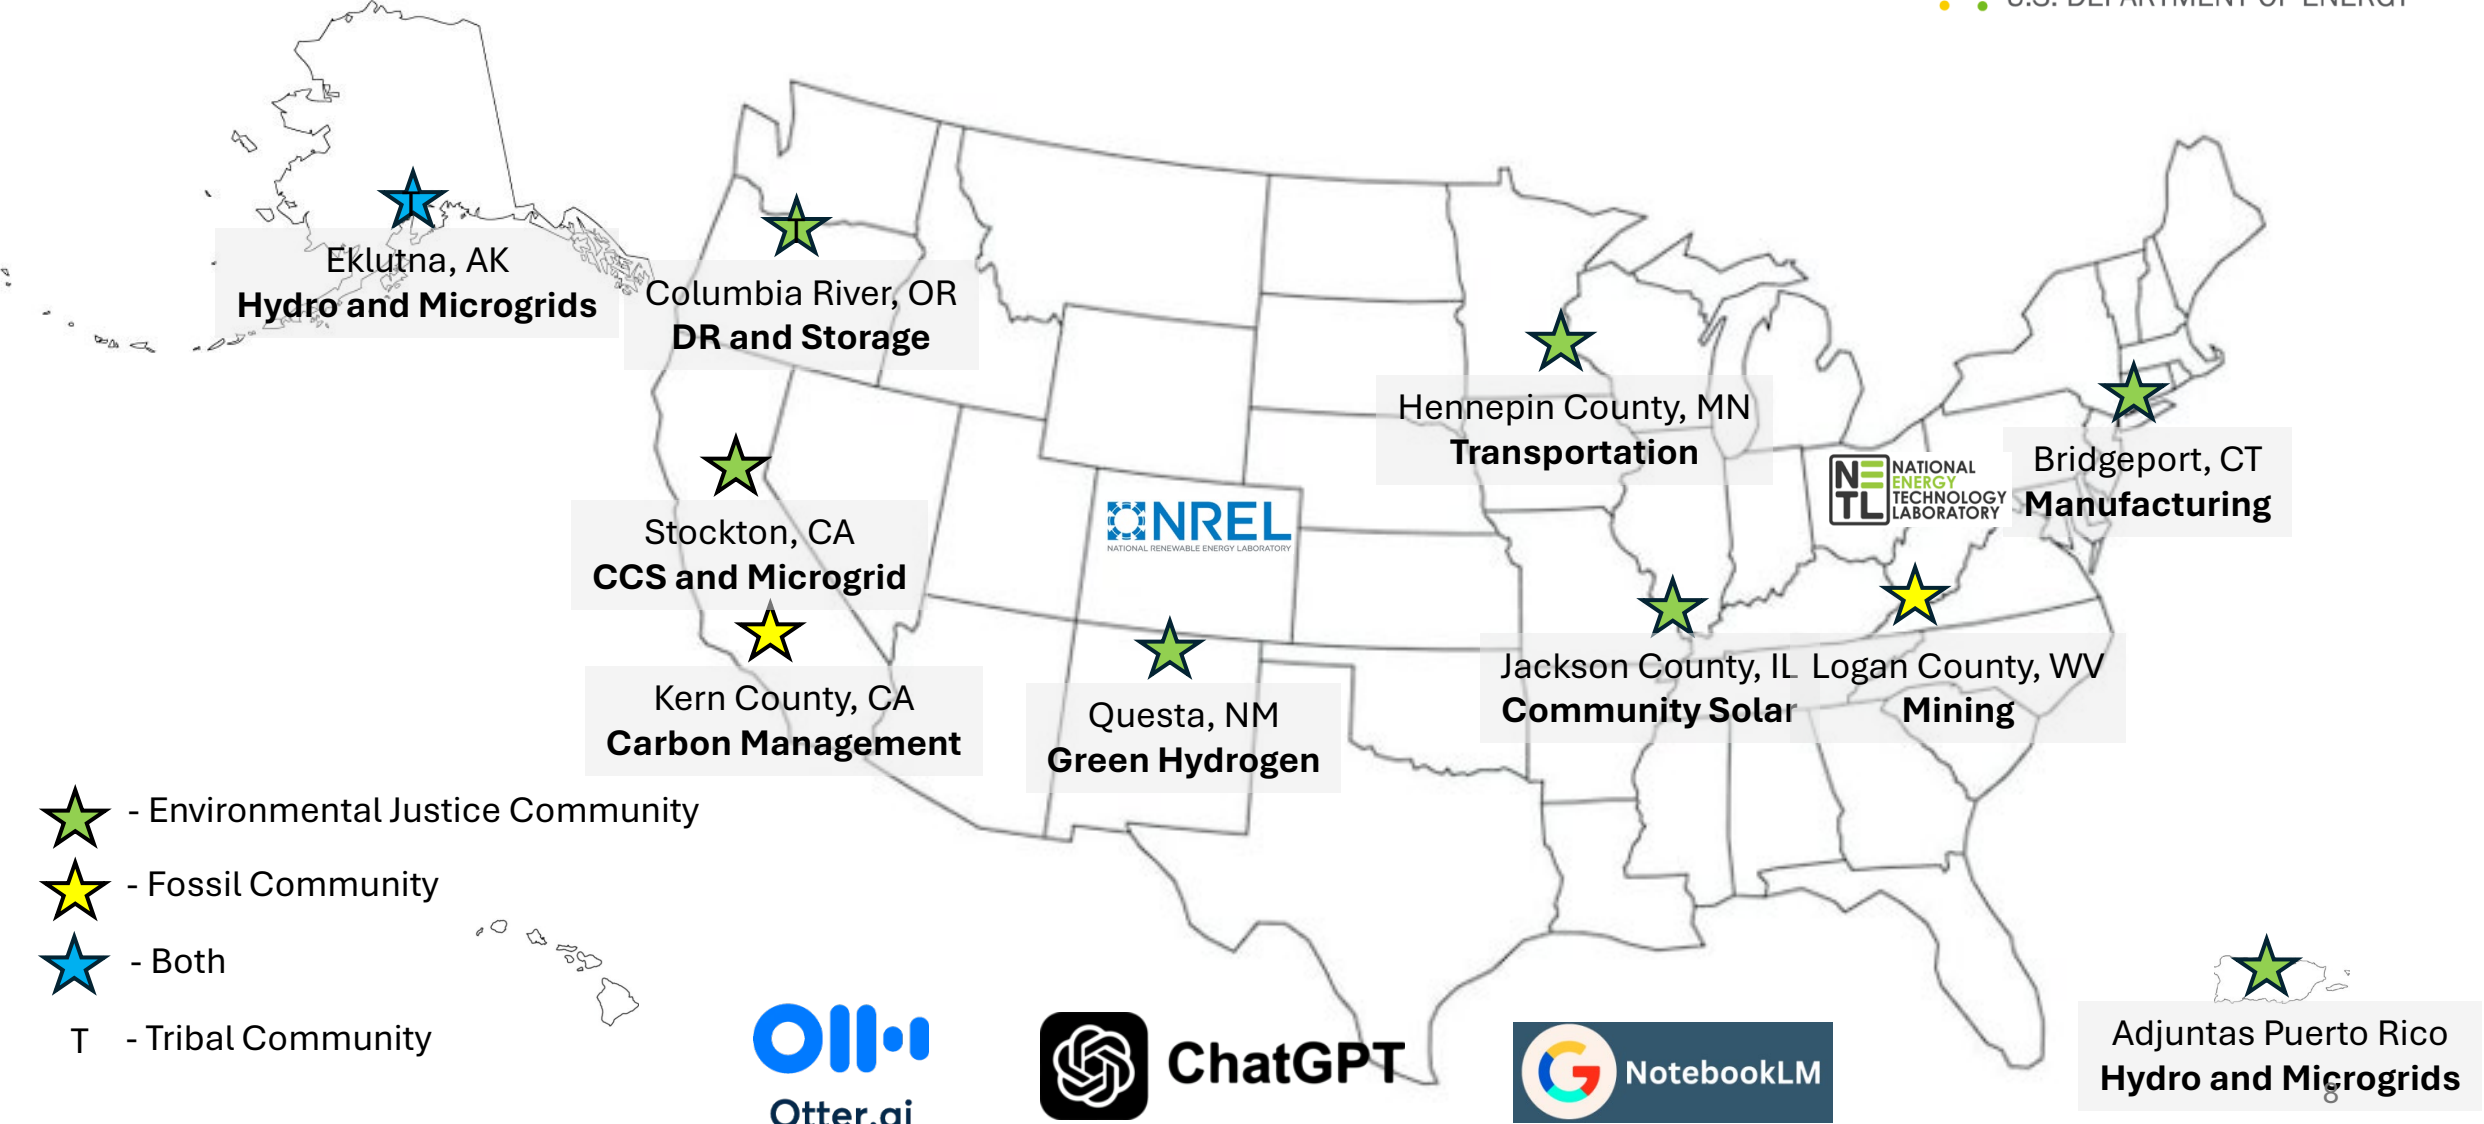 U.S. DEPARTMENT OF ENERGY
T
Eklutna, AK
Hydro and Microgrids
T
Columbia River, OR
DR and Storage
Hennepin County, MN
Transportation
Bridgeport, CT
Manufacturing
NETL
NATIONAL
ENERGY
TECHNOLOGY
LABORATORY
NREL
NATIONAL RENEWABLE ENERGY LABORATORY
Stockton, CA
CCS and Microgrid
Kern County, CA
Carbon Management
Questa, NM
Green Hydrogen
Jackson County, IL
Community Solar
Logan County, WV
Mining
- Environmental Justice Community
- Fossil Community
- Both
T - Tribal Community
Otter.ai
ChatGPT
G NotebookLM
Adjuntas Puerto Rico
Hydro and Microgrids
8